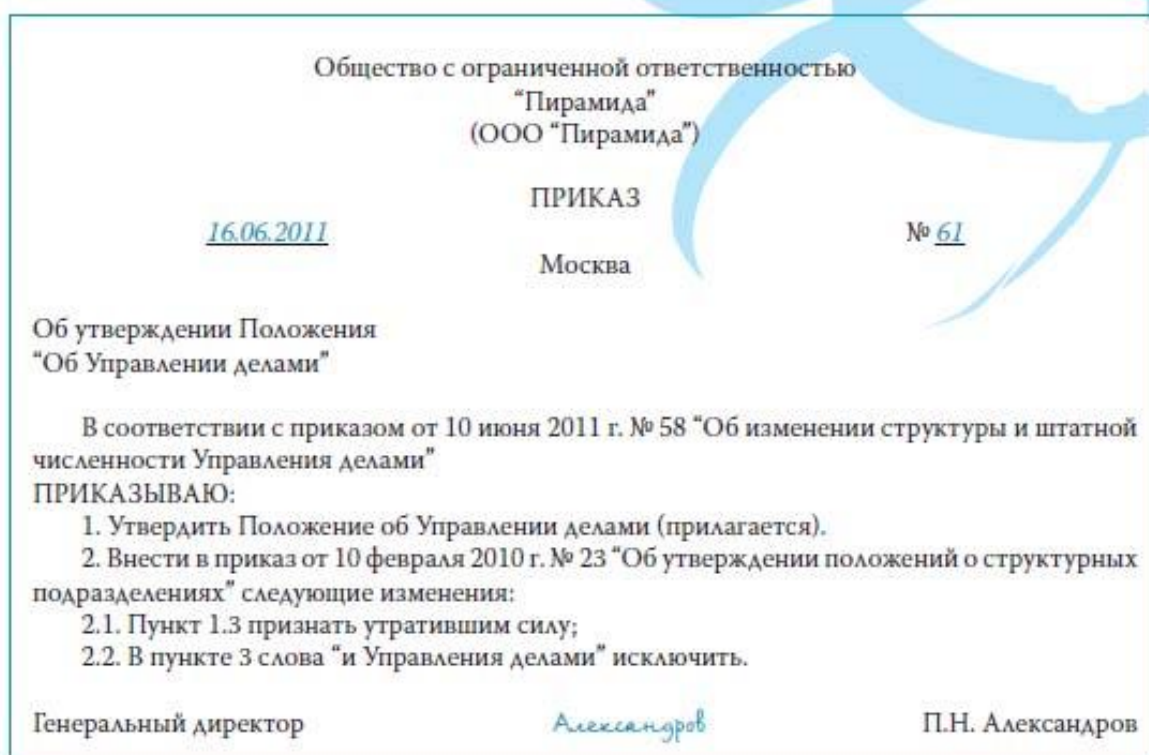 Общество с ограниченной ответственностью
“Пирамида”
(ООО “Пирамида”)
ПРИКАЗ
16.06.2011 № 61
Москва
Об утверждении Положения
“Об Управлении делами”
В соответствии с приказом от 10 июня 2011 г. № 58 “Об изменении структуры и штатной
численности Управления делами”
ПРИКАЗЫВАЮ:
1. Утвердить Положение об Управлении делами (прилагается).
2. Внести в приказ от 10 февраля 2010 г. № 23 “Об утверждении положений о структурных
подразделениях” следующие изменения:
2.1. Пункт 1.3 признать утратившим силу;
2.2. В пункте 3 слова “и Управления делами” исключить.
Генеральный директор Александров П.Н. Александров